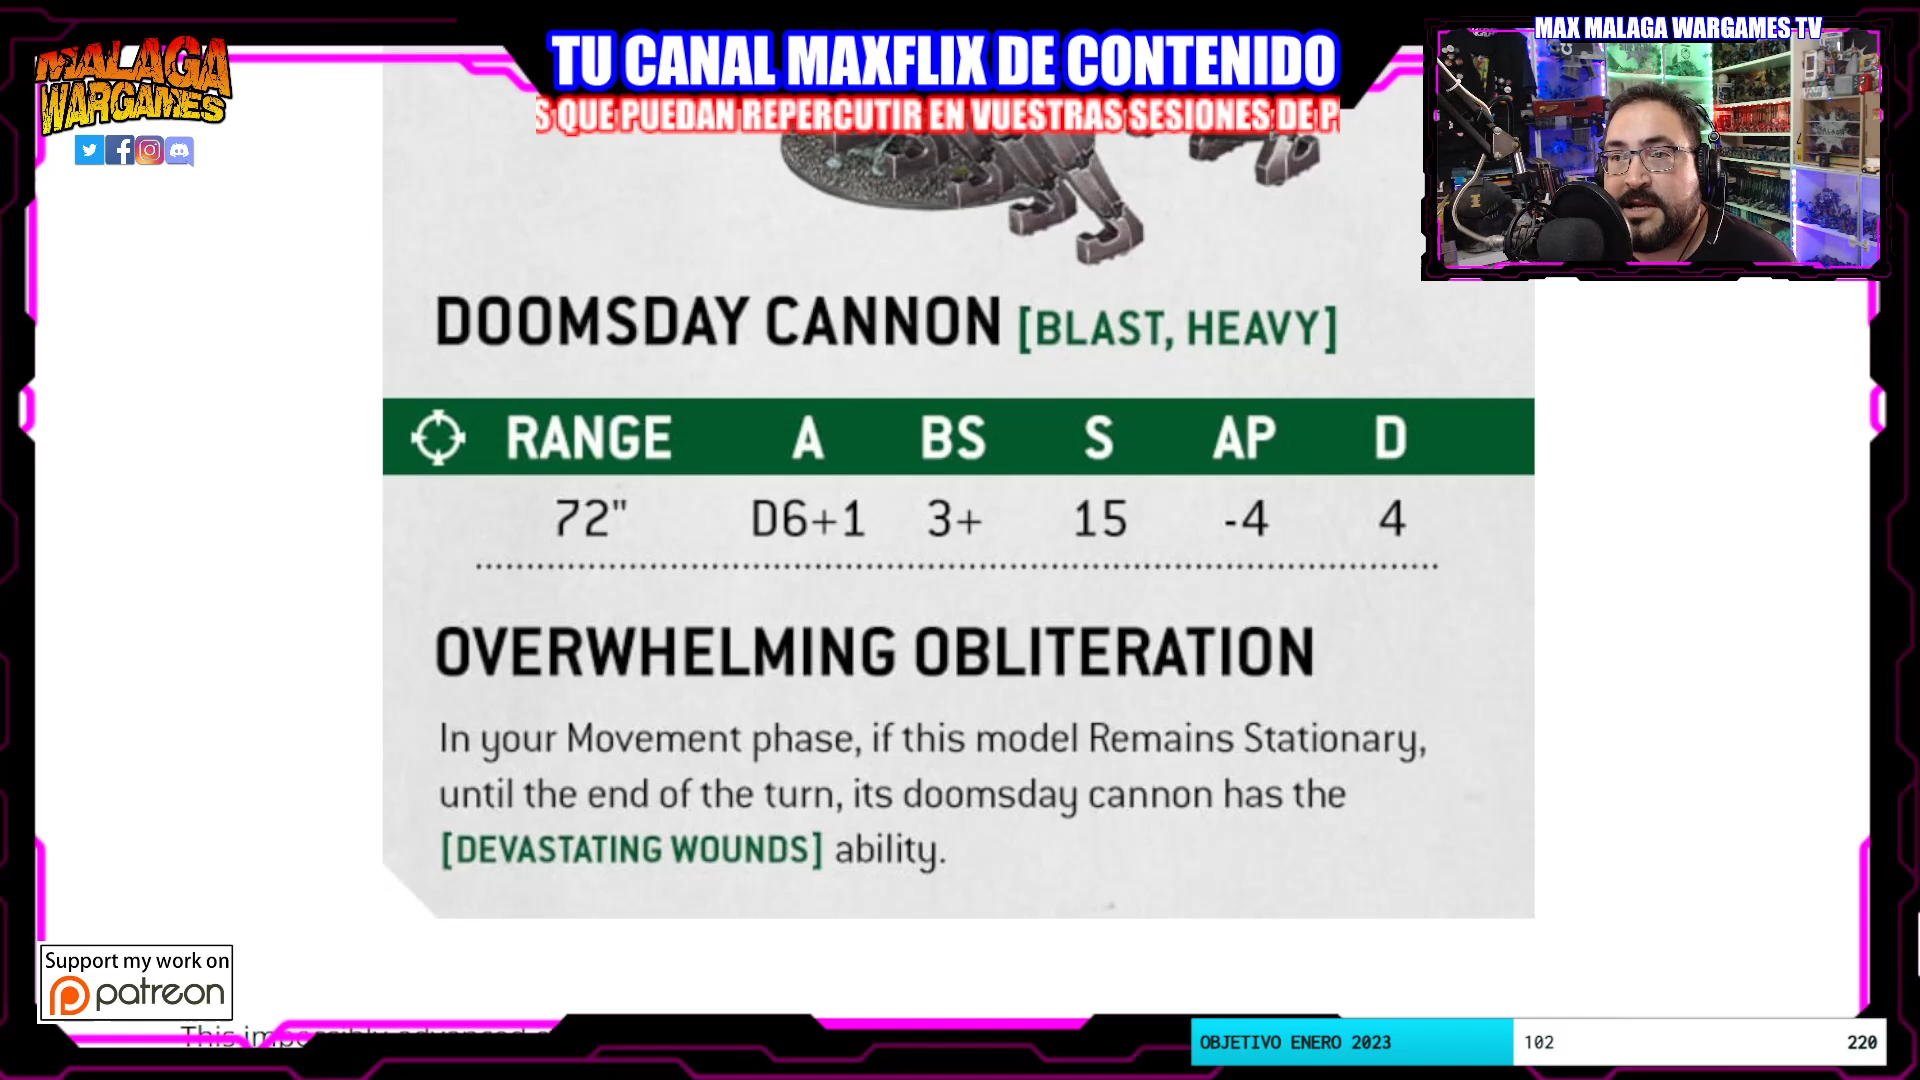 MALAGA
WARGAMES
TU CANAL MAXFLIX DE CONTENIDO
S QUE PUEDAN REPERCUTIR EN VUESTRAS SESIONES DE
MAX MALAGA WARGAMES TV
DOOMSDAY CANNON [BLAST, HEAVY]
RANGE A BS S AP D
72" D6+1 3+ 15 -4 4
OVERWHELMING OBLITERATION
In your Movement phase, if this model Remains Stationary,
until the end of the turn, its doomsday cannon has the
[DEVASTATING WOUNDS] ability.
Support my work on
patreon
This impossibly advanced
OBJETIVO ENERO 2023 102 220